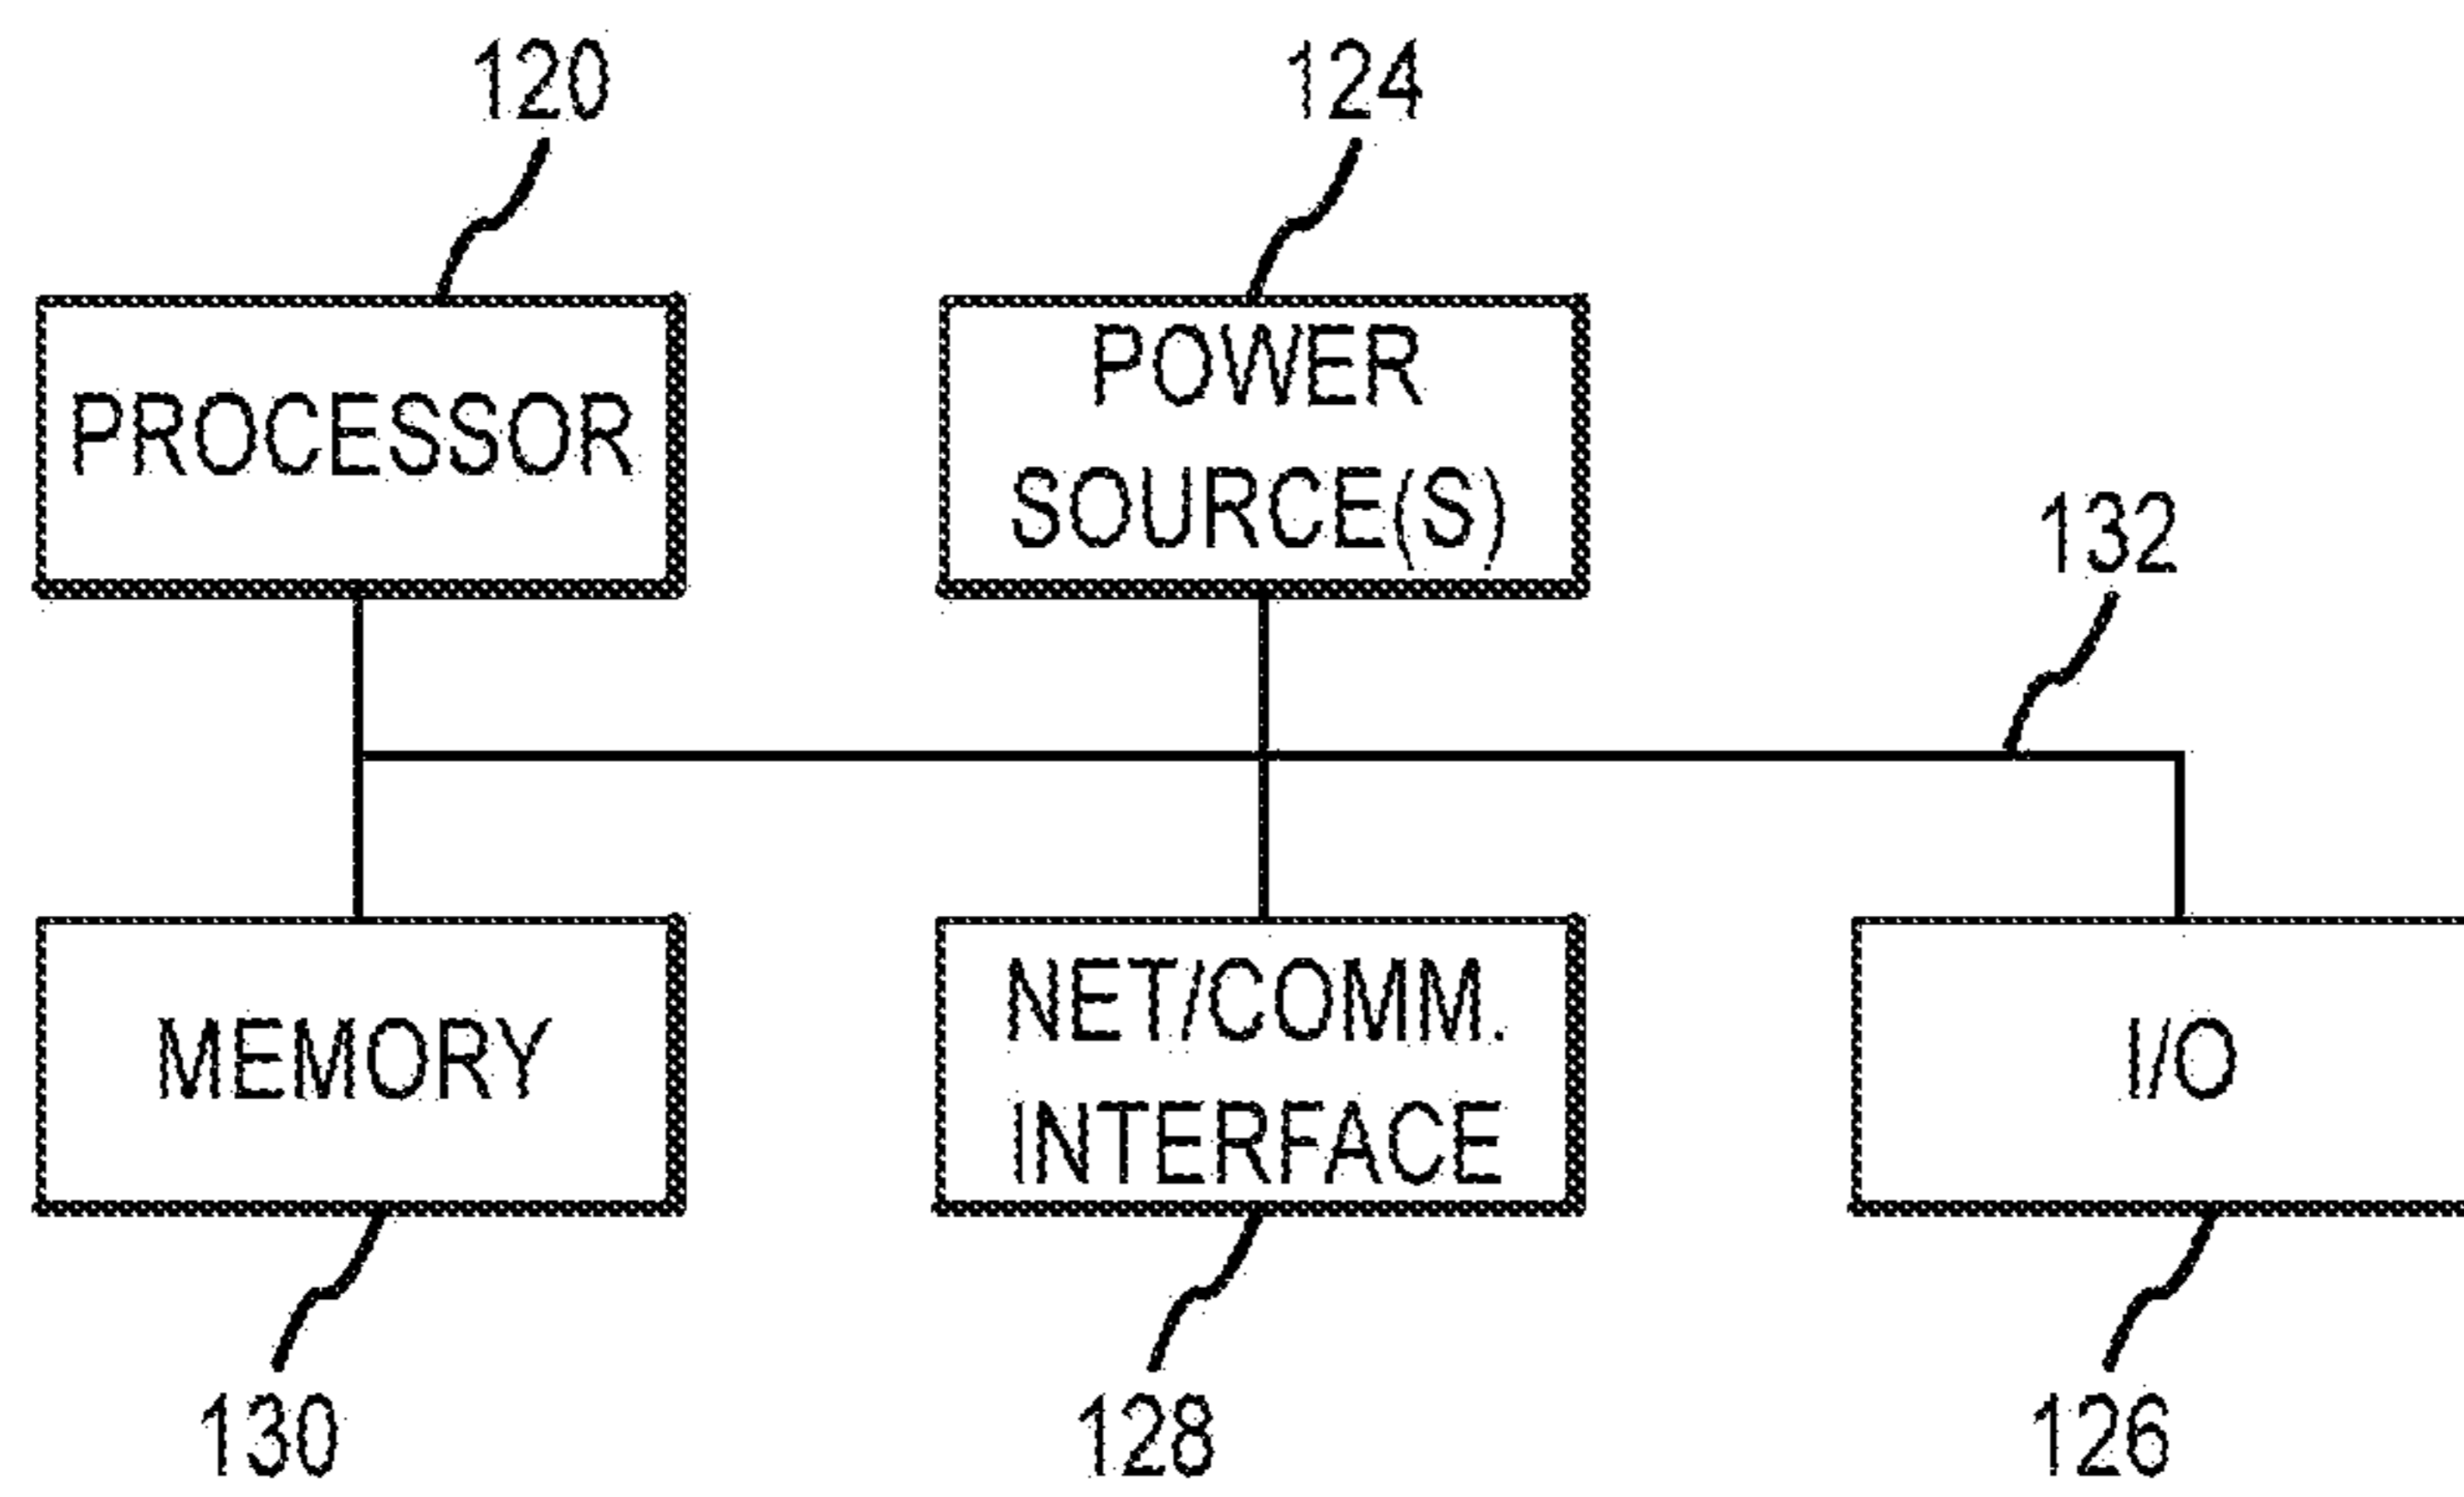 120
124
PROCESSOR
POWER
SOURCE(S)
132
MEMORY
NET/COMM.
INTERFACE
I/O
130
128
126